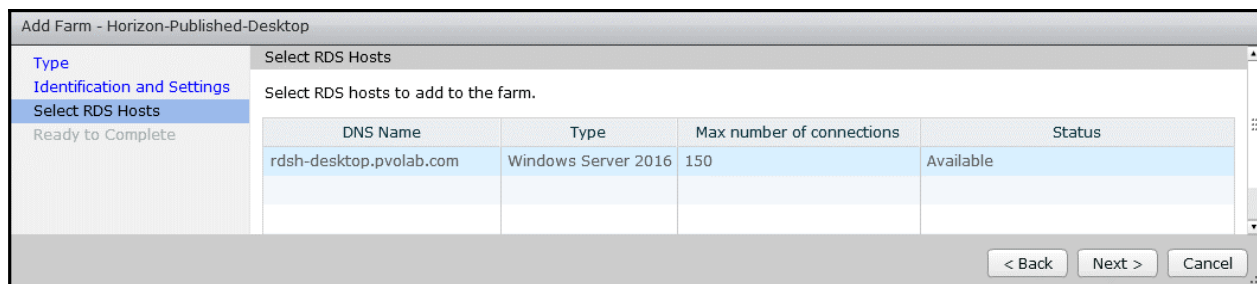 Add Farm - Horizon-Published-Desktop
Type
Identification and Settings
Select RDS Hosts
Ready to Complete
Select RDS Hosts
Select RDS hosts to add to the farm.
DNS Name Type Max number of connections Status
rdsh-desktop.pvolab.com Windows Server 2016 150 Available
< Back Next > Cancel